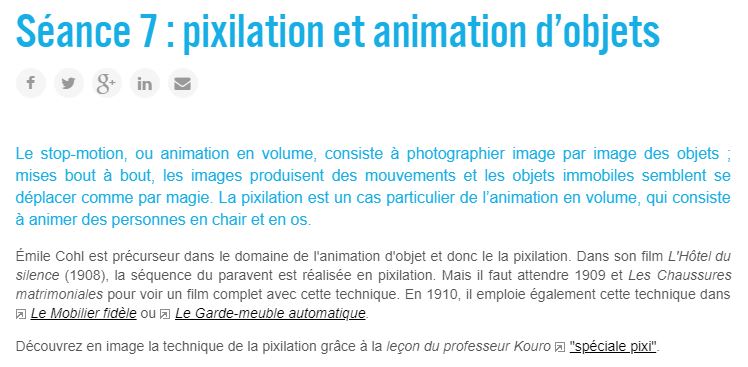 Séance 7 : pixilation et animation d'objets
f g+ in
Le stop-motion, ou animation en volume, consiste à photographier image par image des objets ;
mises bout à bout, les images produisent des mouvements et les objets immobiles semblent se
déplacer comme par magie. La pixilation est un cas particulier de l'animation en volume, qui consiste
à animer des personnes en chair et en os.
Émile Cohl est précurseur dans le domaine de l'animation d'objet et donc le la pixilation. Dans son film L'Hôtel du
silence (1908), la séquence du paravent est réalisée en pixilation. Mais il faut attendre 1909 et Les Chaussures
matrimoniales pour voir un film complet avec cette technique. En 1910, il emploie également cette technique dans
Le Mobilier fidèle ou Le Garde-meuble automatique.
Découvrez en image la technique de la pixilation grâce à la leçon du professeur Kouro "spéciale pixi".